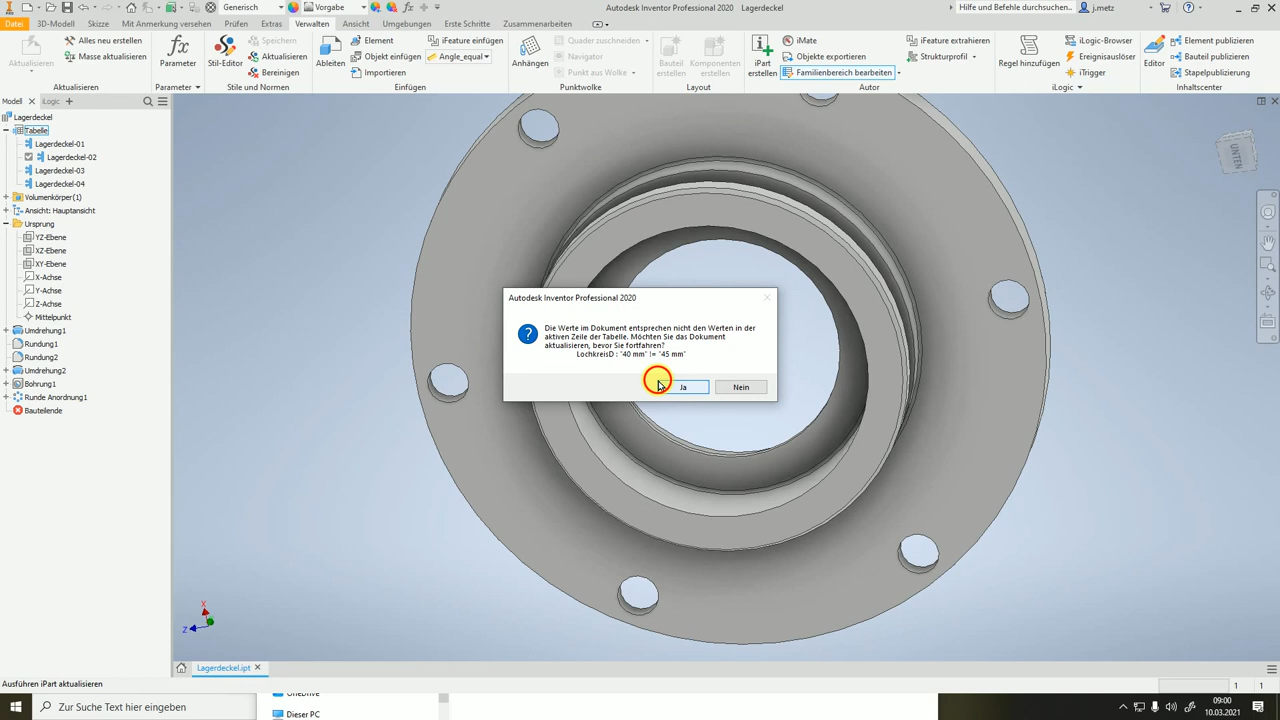 Generisch
Vorgabe
Autodesk Inventor Professional 2020
Lagerdeckel
Hilfe und Befehle durchsuchen...
j.metz
Datei
3D-Modell
Skizze
Mit Anmerkung versehen
Prüfen
Extras
Verwalten
Ansicht
Umgebungen
Erste Schritte
Zusammenarbeiten
Aktualisieren
Alles neu erstellen
Masse aktualisieren
Aktualisieren
Parameter
Parameter
Stil-Editor
Speichern
Aktualisieren
Bereinigen
Stile und Normen
Ableiten
Element
Objekt einfügen
Importieren
iFeature einfügen
Angle_equal
Einfügen
Anhängen
Quader zuschneiden
Navigator
Punkt aus Wolke
Punktwolke
Bauteil erstellen
Komponenten erstellen
Layout
iPart erstellen
iMate
Objekte exportieren
Familienbereich bearbeiten
iFeature extrahieren
Strukturprofil
Autor
Regel hinzufügen
iLogic-Browser
Ereignisauslöser
iTrigger
iLogic
Editor
Element publizieren
Bauteil publizieren
Stapelpublizierung
Inhaltscenter
Modell
iLogic
Lagerdeckel
Tabelle
Lagerdeckel-01
Lagerdeckel-02
Lagerdeckel-03
Lagerdeckel-04
Volumenkörper(1)
Ansicht: Hauptansicht
Ursprung
YZ-Ebene
XZ-Ebene
XY-Ebene
X-Achse
Y-Achse
Z-Achse
Mittelpunkt
Umdrehung1
Rundung1
Rundung2
Umdrehung2
Bohrung1
Runde Anordnung1
Bauteilende
UNTEN
Autodesk Inventor Professional 2020
Die Werte im Dokument entsprechen nicht den Werten in der
aktiven Zeile der Tabelle. Möchten Sie das Dokument
aktualisieren, bevor Sie fortfahren?
LochkreisD : "40 mm" != "45 mm"
Ja
Nein
X
Z
Lagerdeckel.ipt
Ausführen iPart aktualisieren
1
1
Zur Suche Text hier eingeben
OneDrive
Dieser PC
09:00
10.03.2021